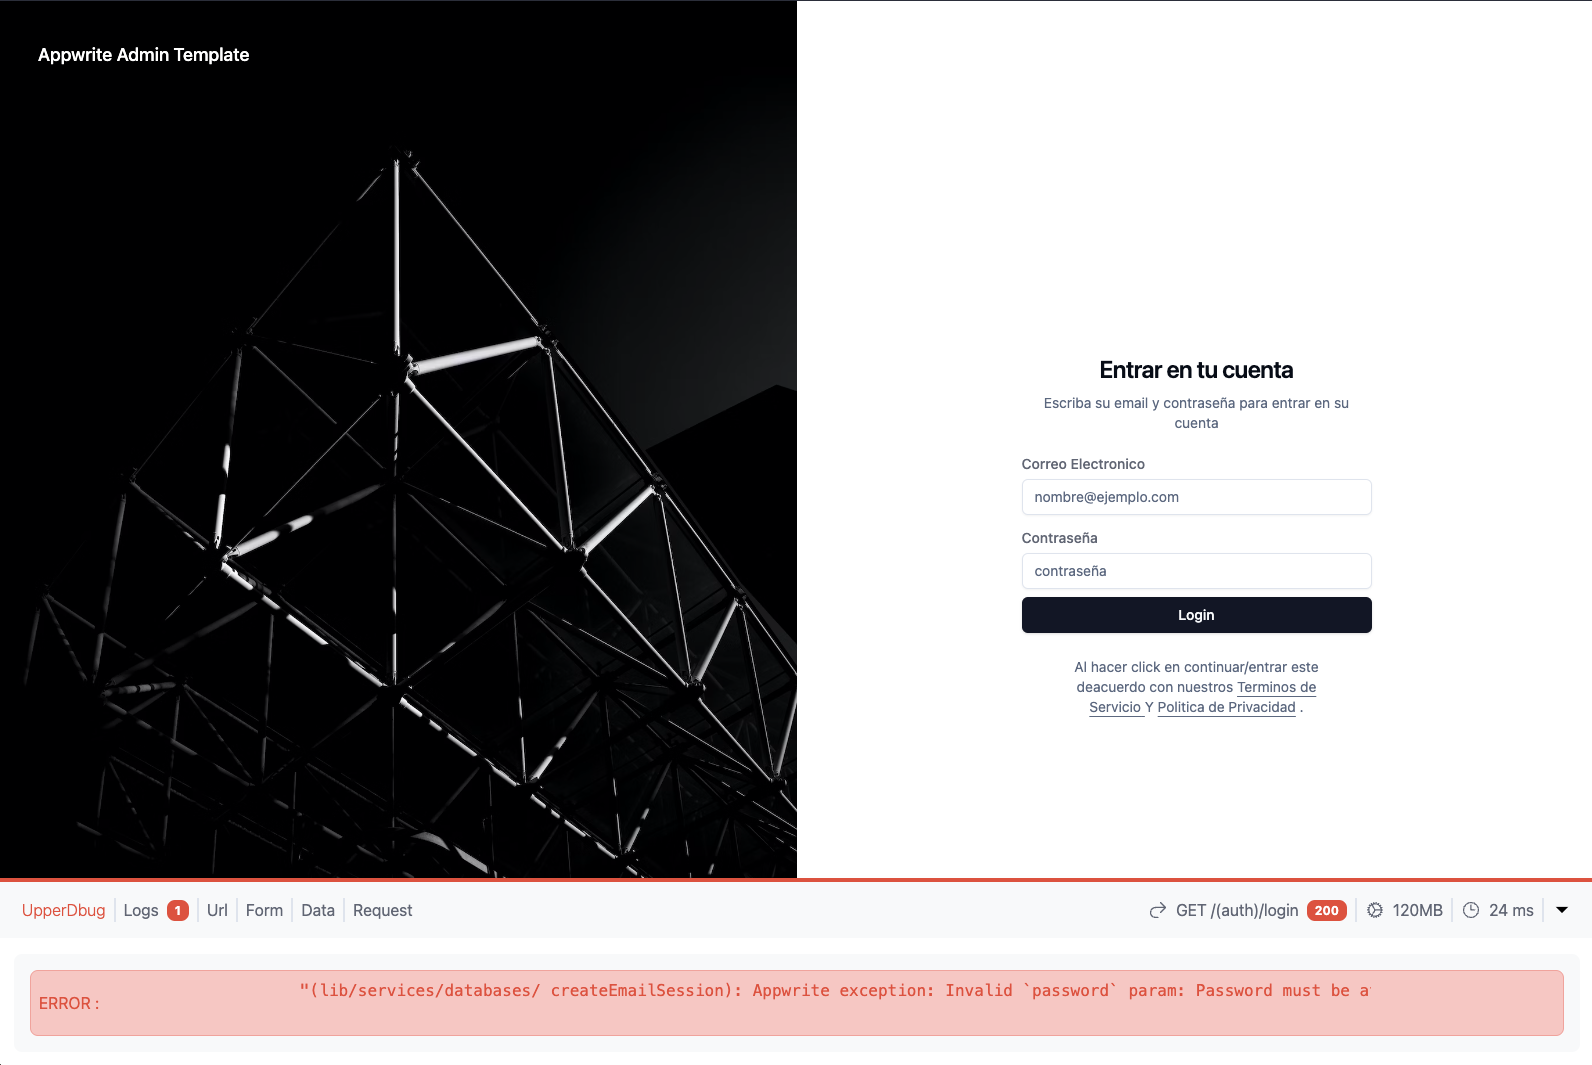 Appwrite Admin Template
Entrar en tu cuenta
Escriba su email y contraseña para entrar en su
cuenta
Correo Electronico
nombre@ejemplo.com
Contraseña
contraseña
Login
Al hacer click en continuar/entrar este
deacuerdo con nuestros Terminos de
Servicio Y Politica de Privacidad .
UpperDbug Logs 1 Url Form Data Request GET /(auth)/login 200 120MB 24 ms
"(lib/services/databases/ createEmailSession): Appwrite exception: Invalid `password` param: Password must be a
ERROR :